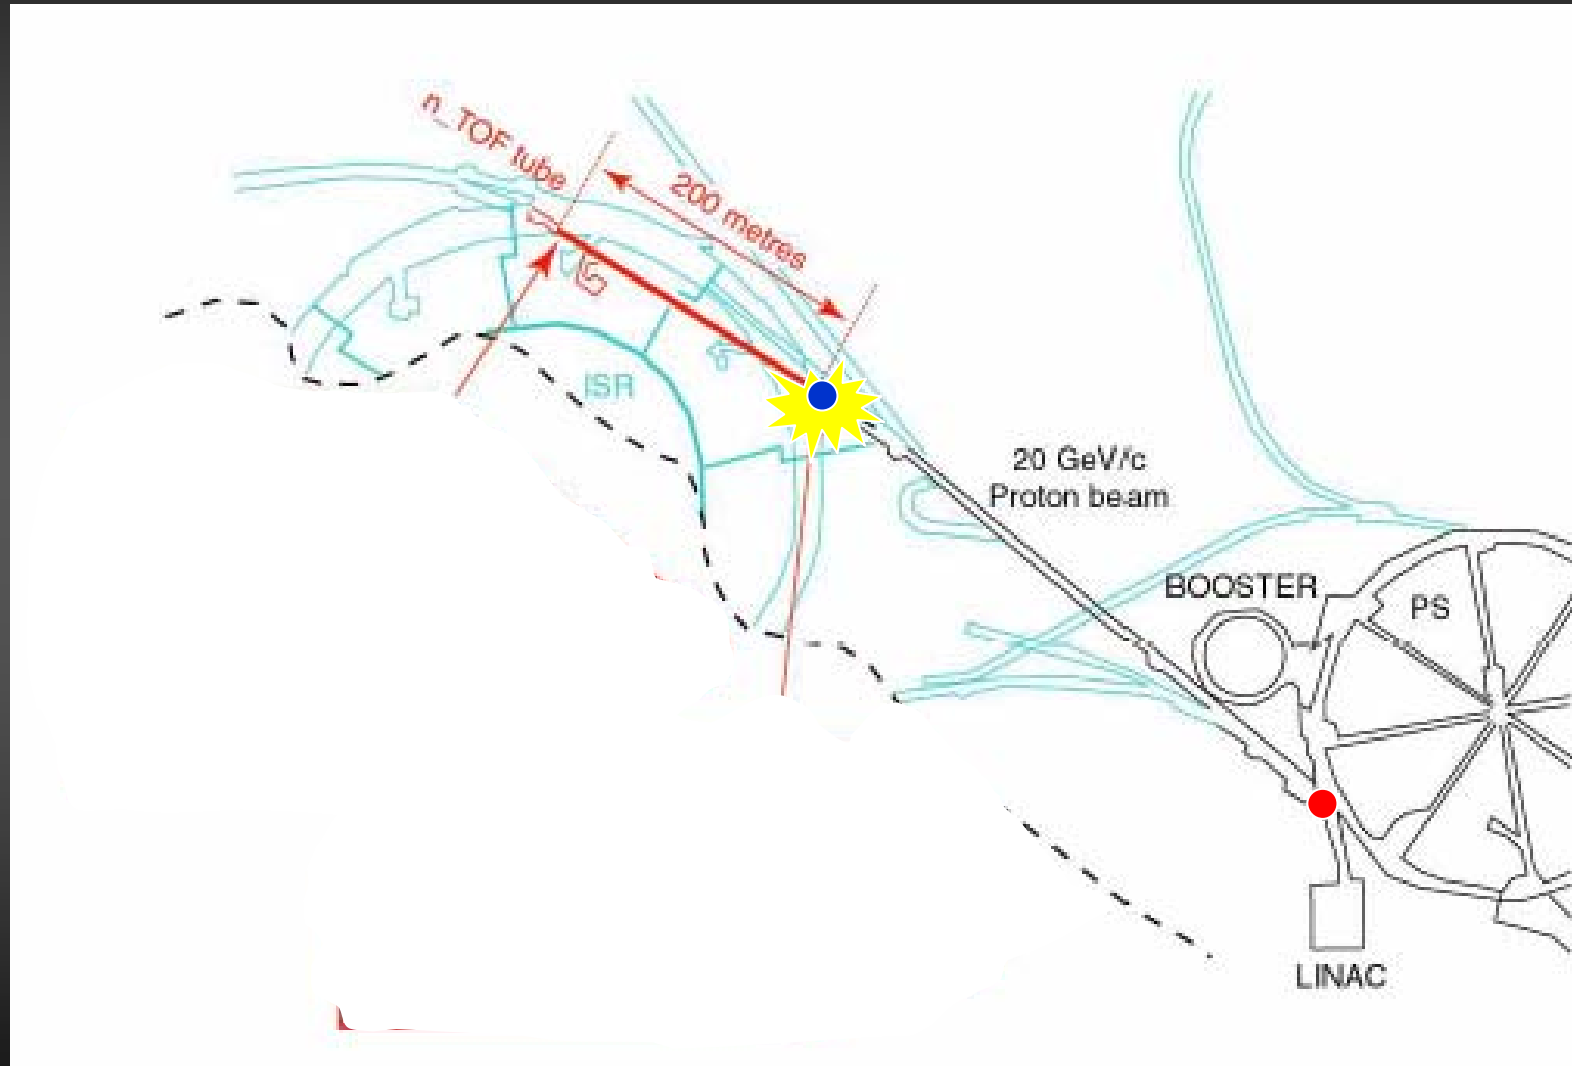 n_TOF tube
200 metres
ISR
20 GeV/c
Proton beam
BOOSTER
PS
LINAC